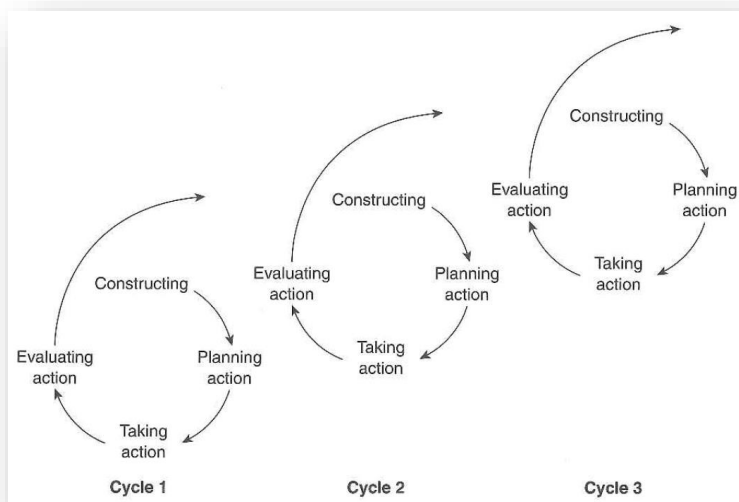 Constructing
Planning
action
Taking
action
Evaluating
action
Cycle 1
Constructing
Planning
action
Taking
action
Evaluating
action
Cycle 2
Constructing
Planning
action
Taking
action
Evaluating
action
Cycle 3